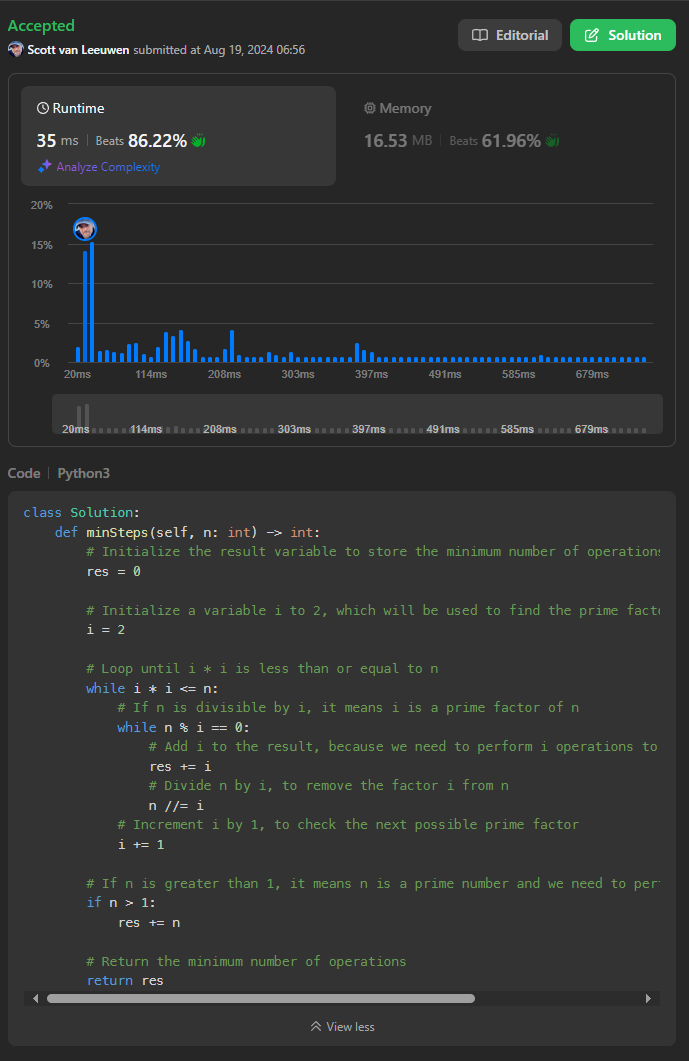 Accepted
Scott van Leeuwen submitted at Aug 19, 2024 06:56
Editorial
Solution
Runtime
35 ms | Beats 86.22%
Analyze Complexity
Memory
16.53 MB | Beats 61.96%
20%
15%
10%
5%
0%
20ms 114ms 208ms 303ms 397ms 491ms 585ms 679ms
20ms 114ms 208ms 303ms 397ms 491ms 585ms 679ms
Code | Python3
class Solution:
    def minSteps(self, n: int) -> int:
        # Initialize the result variable to store the minimum number of operations
        res = 0

        # Initialize a variable i to 2, which will be used to find the prime facto
        i = 2

        # Loop until i * i is less than or equal to n
        while i * i <= n:
            # If n is divisible by i, it means i is a prime factor of n
            while n % i == 0:
                # Add i to the result, because we need to perform i operations to
                res += i
                # Divide n by i, to remove the factor i from n
                n //= i
            # Increment i by 1, to check the next possible prime factor
            i += 1

        # If n is greater than 1, it means n is a prime number and we need to per
        if n > 1:
            res += n

        # Return the minimum number of operations
        return res
View less